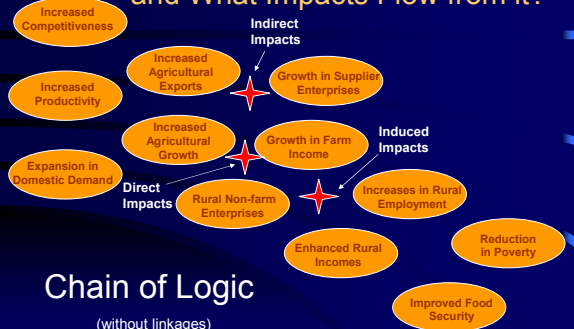 and What Impacts Flow from it?
Increased
Competitiveness
Indirect
Impacts
Increased
Agricultural
Exports
Growth in Supplier
Enterprises
Increased
Productivity
Increased
Agricultural
Growth
Growth in Farm
Income
Induced
Impacts
Expansion in
Domestic Demand
Direct
Impacts
Rural Non-farm
Enterprises
Increases in Rural
Employment
Enhanced Rural
Incomes
Reduction
in Poverty
Chain of Logic
(without linkages)
Improved Food
Security